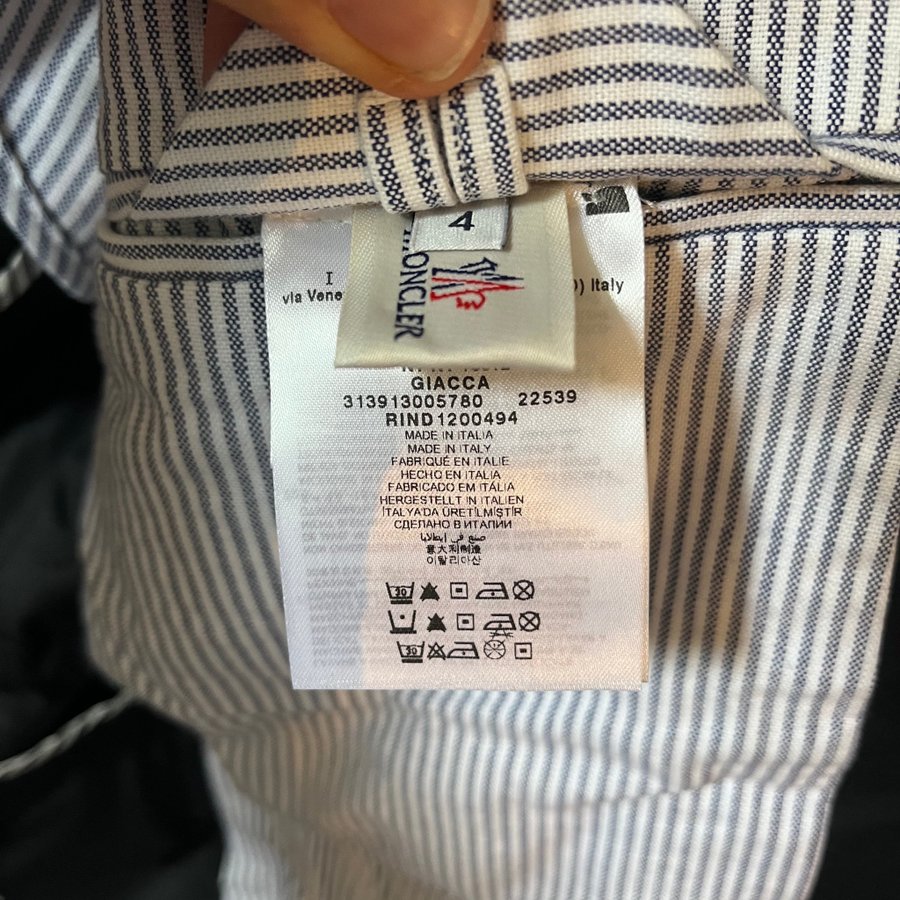 4
MONCLER
I
via Vene
) Italy
GIACCA
313913005780 22539
RIND1200494
MADE IN ITALIA
MADE IN ITALY
FABRIQUÉ EN ITALIE
HECHO EN ITALIA
FABRICADO EM ITÁLIA
HERGESTELLT IN ITALIEN
İTALYA'DA ÜRETİLMİŞTİR
СДЕЛАНО В ИТАЛИИ
صنع في إيطاليا
意大利制造
이탈리아산
30
30